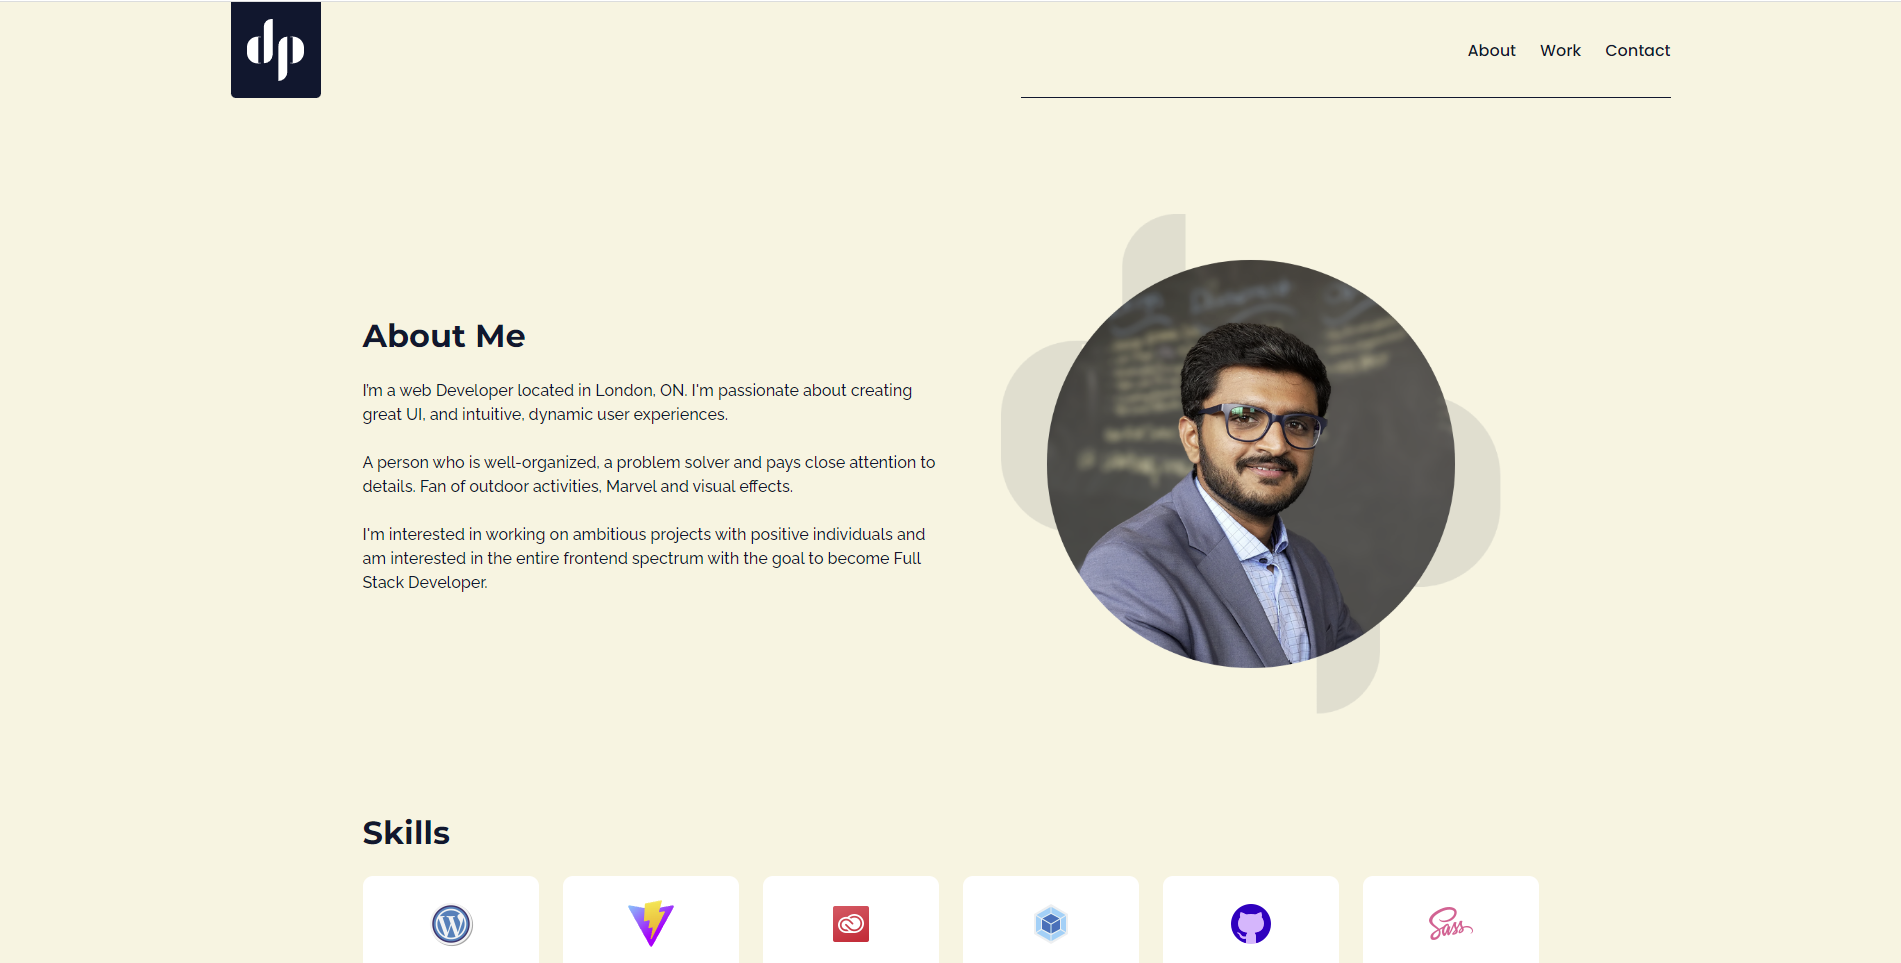 dp
About Work Contact
About Me
I'm a web Developer located in London, ON. I'm passionate about creating
great UI, and intuitive, dynamic user experiences.
A person who is well-organized, a problem solver and pays close attention to
details. Fan of outdoor activities, Marvel and visual effects.
I'm interested in working on ambitious projects with positive individuals and
am interested in the entire frontend spectrum with the goal to become Full
Stack Developer.
Skills
W
Sass